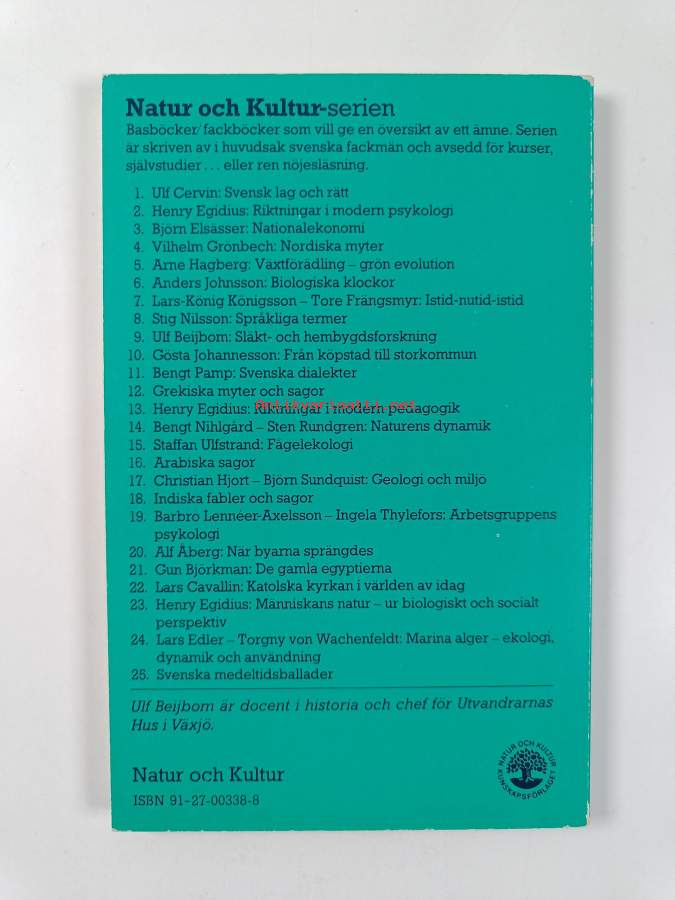 Natur och Kultur-serien
Basböcker/fackböcker som vill ge en översikt av ett ämne. Serien
är skriven av i huvudsak svenska fackmän och avsedd för kurser,
självstudier... eller ren nöjesläsning.
1. Ulf Cervin: Svensk lag och rätt
2. Henry Egidius: Riktningar i modern psykologi
3. Björn Elsässer: Nationalekonomi
4. Vilhelm Grönbech: Nordiska myter
5. Arne Hagberg: Växtförädling – grön evolution
6. Anders Johnsson: Biologiska klockor
7. Lars-König Königsson – Tore Frängsmyr: Istid-nutid-istid
8. Stig Nilsson: Språkliga termer
9. Ulf Beijbom: Släkt- och hembygdsforskning
10. Gösta Johannesson: Från köpstad till storkommun
11. Bengt Pamp: Svenska dialekter
12. Grekiska myter och sagor
Antikvariaatti.net
13. Henry Egidius: Riktningar i modern pedagogik
14. Bengt Nihlgård – Sten Rundgren: Naturens dynamik
15. Staffan Ulfstrand: Fågelekologi
16. Arabiska sagor
17. Christian Hjort – Björn Sundquist: Geologi och miljö
18. Indiska fabler och sagor
19. Barbro Lennéer-Axelsson – Ingela Thylefors: Arbetsgruppens
psykologi
20. Alf Åberg: När byarna sprängdes
21. Gun Björkman: De gamla egyptierna
22. Lars Cavallin: Katolska kyrkan i världen av idag
23. Henry Egidius: Människans natur – ur biologiskt och socialt
perspektiv
24. Lars Edler – Torgny von Wachenfeldt: Marina alger – ekologi,
dynamik och användning
25. Svenska medeltidsballader
Ulf Beijbom är docent i historia och chef för Utvandrarnas
Hus i Växjö.
Natur och Kultur
ISBN 91-27-00338-8
NATUR OCH KULTUR
KUNSKAPSFÖRLAGET